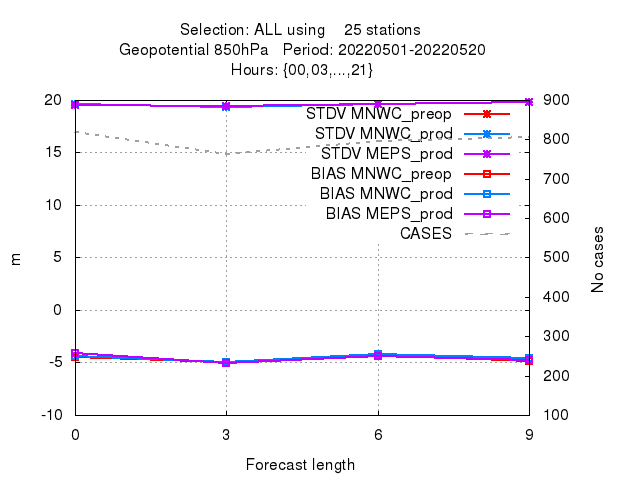 Selection: ALL using    25 stations
Geopotential 850hPa   Period: 20220501-20220520
Hours: {00,03,...,21}
20 900
STDV MNWC_preop
STDV MNWC_prod
800
15 STDV MEPS_prod
BIAS MNWC_preop
700
BIAS MNWC_prod
10
BIAS MEPS_prod 600
CASES
5 500
m No cases
0 400
300
-5
200
-10 100
0 3 6 9
Forecast length